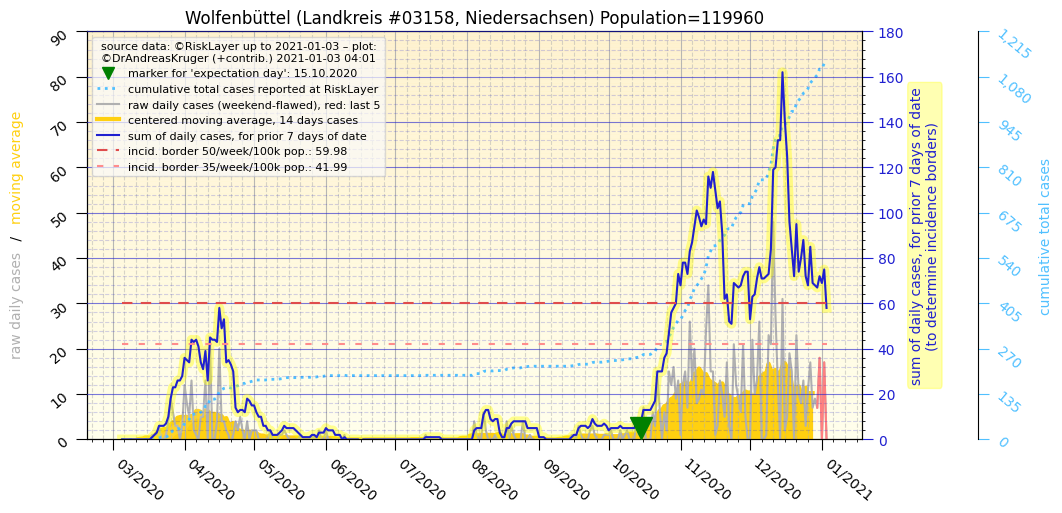 Wolfenbüttel (Landkreis #03158, Niedersachsen) Population=119960
source data: ©RiskLayer up to 2021-01-03 – plot:
©DrAndreasKruger (+contrib.) 2021-01-03 04:01
marker for 'expectation day': 15.10.2020
cumulative total cases reported at RiskLayer
raw daily cases (weekend-flawed), red: last 5
centered moving average, 14 days cases
sum of daily cases, for prior 7 days of date
incid. border 50/week/100k pop.: 59.98
incid. border 35/week/100k pop.: 41.99
raw daily cases / moving average
90
80
70
60
50
40
30
20
10
0
03/2020
04/2020
05/2020
06/2020
07/2020
08/2020
09/2020
10/2020
11/2020
12/2020
01/2021
180
160
140
120
100
80
60
40
20
0
sum of daily cases, for prior 7 days of date
(to determine incidence borders)
1,215
1,080
945
810
675
540
405
270
135
0
cumulative total cases